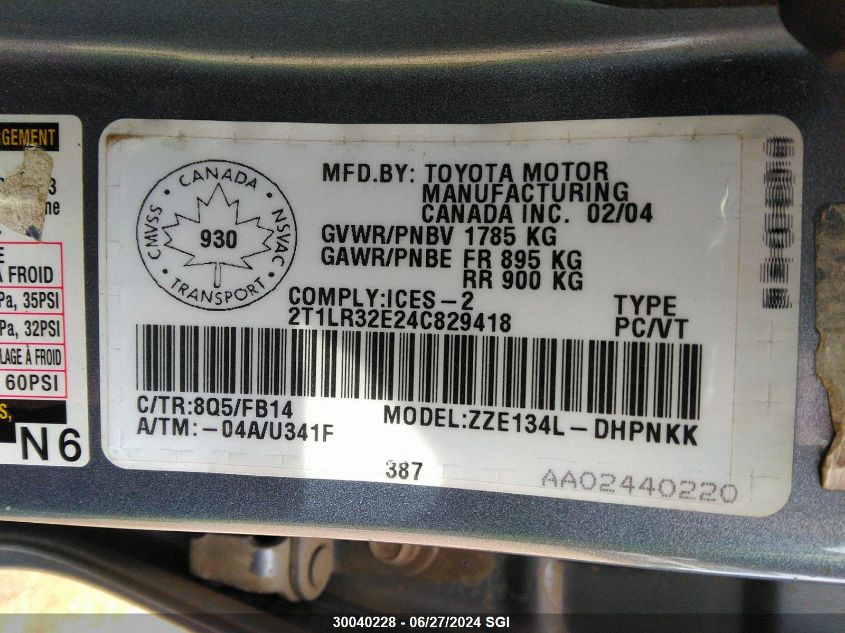 RGEMENT
3
ne
E
À FROID
Pa, 35PSI
Pa, 32PSI
LAGE À FROID
60PSI
S,
N6
CMVSS • CANADA • NSVAC
930
TRANSPORT
MFD.BY: TOYOTA MOTOR
MANUFACTURING
CANADA INC. 02/04
GVWR/PNBV 1785 KG
GAWR/PNBE FR 895 KG
RR 900 KG
COMPLY:ICES-2
TYPE
2T1LR32E24C829418
PC/VT
C/TR:8Q5/FB14
MODEL:ZZE134L-DHPNKK
A/TM:-04A/U341F
387
AA02440220
30040228 - 06/27/2024 SGI